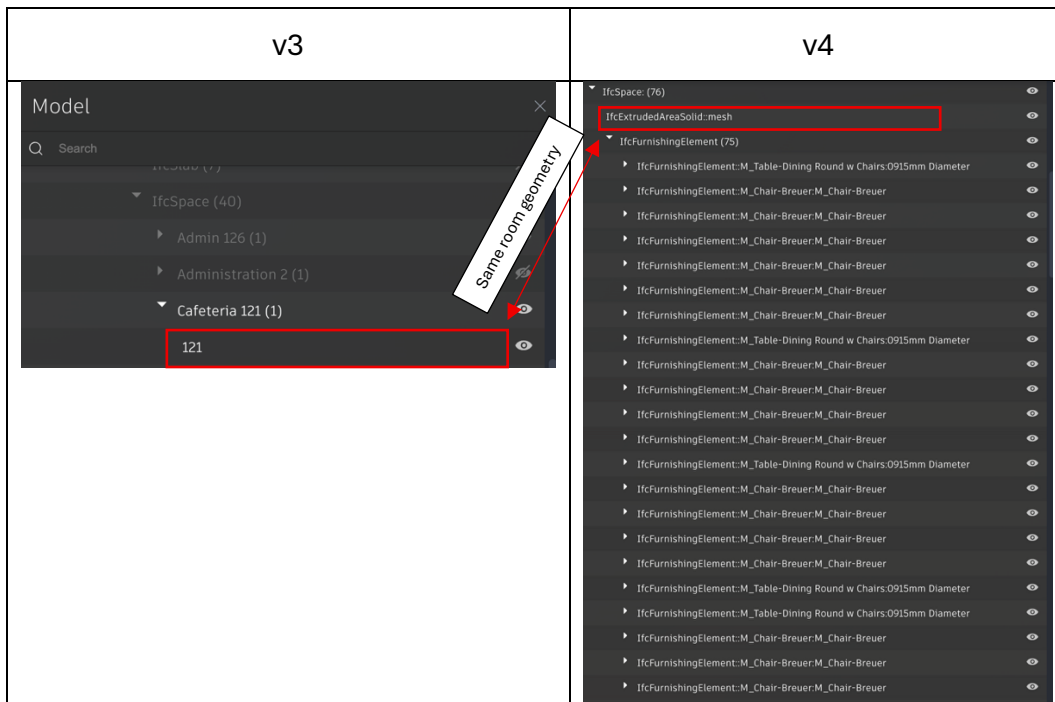 v3
Model
Search
IfcSpace (40)
Admin 126 (1)
Administration 2 (1)
Cafeteria 121 (1)
121
Same room geometry
v4
IfcSpace: (76)
IfcExtrudedAreaSolid::mesh
IfcFurnishingElement (75)
IfcFurnishingElement::M_Table-Dining Round w Chairs:0915mm Diameter
IfcFurnishingElement::M_Chair-Breuer:M_Chair-Breuer
IfcFurnishingElement::M_Chair-Breuer:M_Chair-Breuer
IfcFurnishingElement::M_Chair-Breuer:M_Chair-Breuer
IfcFurnishingElement::M_Chair-Breuer:M_Chair-Breuer
IfcFurnishingElement::M_Chair-Breuer:M_Chair-Breuer
IfcFurnishingElement::M_Chair-Breuer:M_Chair-Breuer
IfcFurnishingElement::M_Table-Dining Round w Chairs:0915mm Diameter
IfcFurnishingElement::M_Chair-Breuer:M_Chair-Breuer
IfcFurnishingElement::M_Chair-Breuer:M_Chair-Breuer
IfcFurnishingElement::M_Chair-Breuer:M_Chair-Breuer
IfcFurnishingElement::M_Chair-Breuer:M_Chair-Breuer
IfcFurnishingElement::M_Table-Dining Round w Chairs:0915mm Diameter
IfcFurnishingElement::M_Chair-Breuer:M_Chair-Breuer
IfcFurnishingElement::M_Chair-Breuer:M_Chair-Breuer
IfcFurnishingElement::M_Chair-Breuer:M_Chair-Breuer
IfcFurnishingElement::M_Chair-Breuer:M_Chair-Breuer
IfcFurnishingElement::M_Table-Dining Round w Chairs:0915mm Diameter
IfcFurnishingElement::M_Table-Dining Round w Chairs:0915mm Diameter
IfcFurnishingElement::M_Chair-Breuer:M_Chair-Breuer
IfcFurnishingElement::M_Chair-Breuer:M_Chair-Breuer
IfcFurnishingElement::M_Chair-Breuer:M_Chair-Breuer